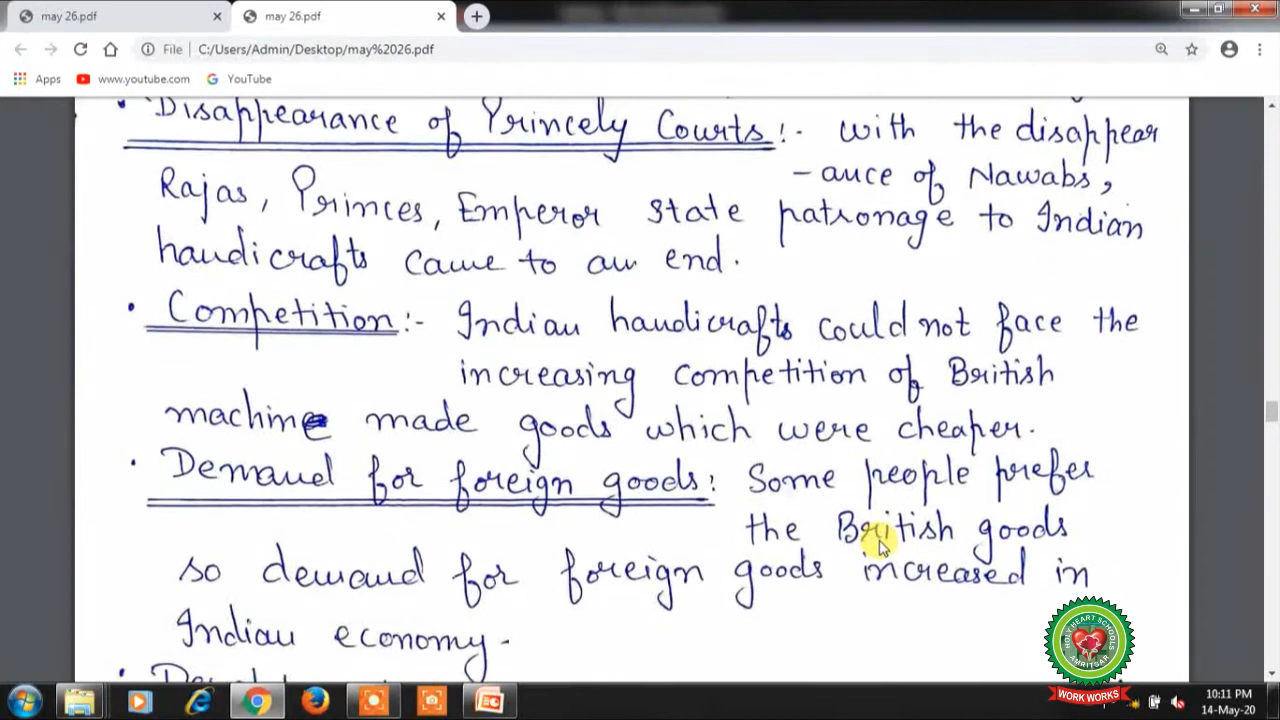 may 26.pdf
may 26.pdf
File
C:/Users/Admin/Desktop/may%2026.pdf
Apps
www.youtube.com
YouTube
• Disappearance of Princely Courts:- with the disappear
-ance of Nawabs,
Rajas, Princes, Emperor state patronage to Indian
handicrafts came to an end.
• Competition:- Indian handicrafts could not face the
increasing competition of British
machine made goods which were cheaper.
• Demand for foreign goods: Some people prefer
the British goods
so demand for foreign goods increased in
Indian economy.
HOLY HEART SCHOOLS
AMRITSAR
WORK WORKS
10:11 PM
14-May-20